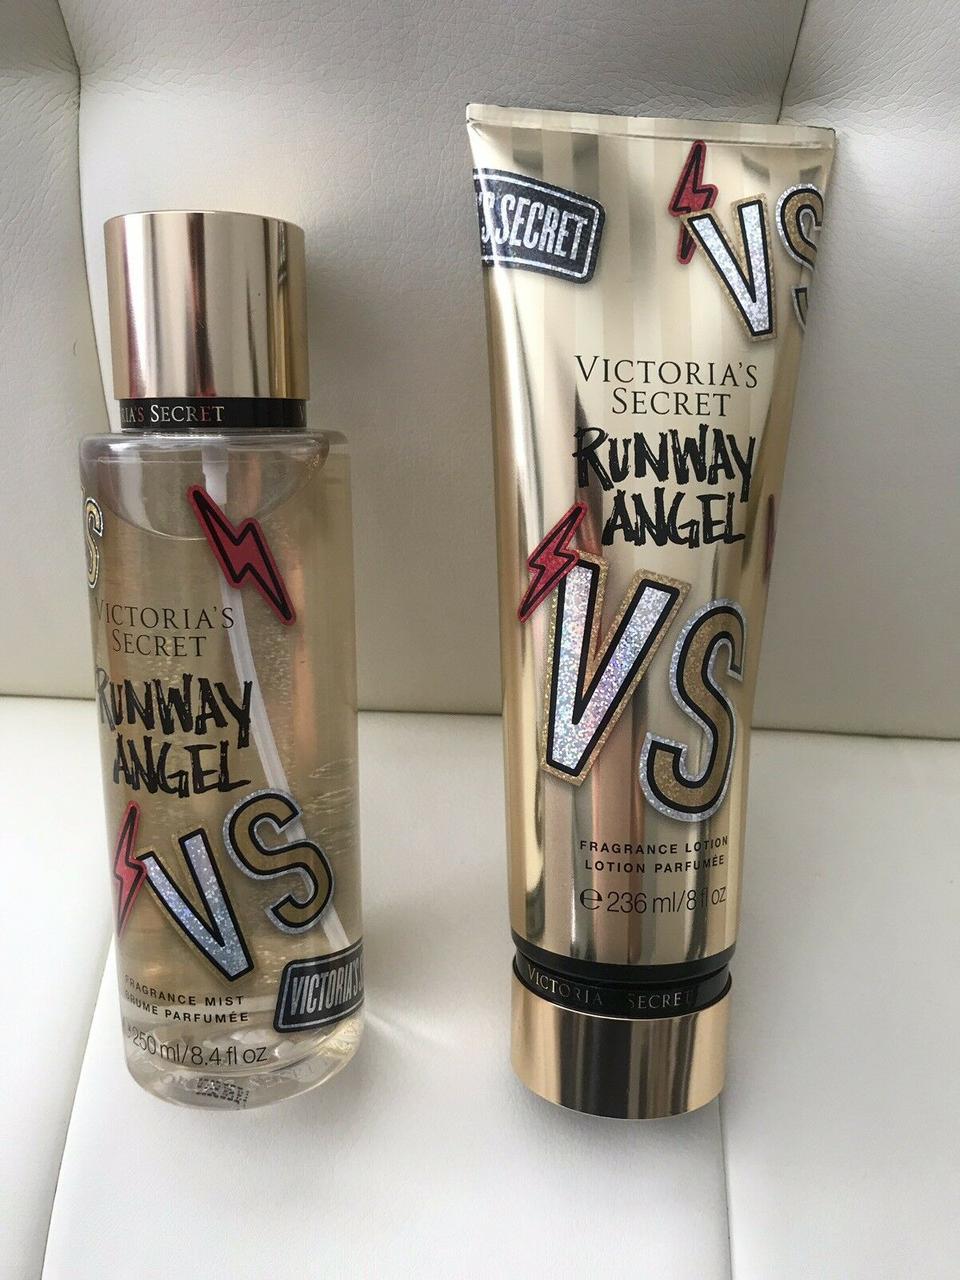 RIA'S SECRET
S
VICTORIA'S
SECRET
RUNWAY
ANGEL
VS
FRAGRANCE MIST
BRUME PARFUMÉE
VICTORIA'S S
250 ml/8.4 fl oz
'S SECRET
VS
VICTORIA'S
SECRET
RUNWAY
ANGEL
VS
FRAGRANCE LOTION
LOTION PARFUMÉE
e 236 ml/8 fl oz
VICTORIA SECRET